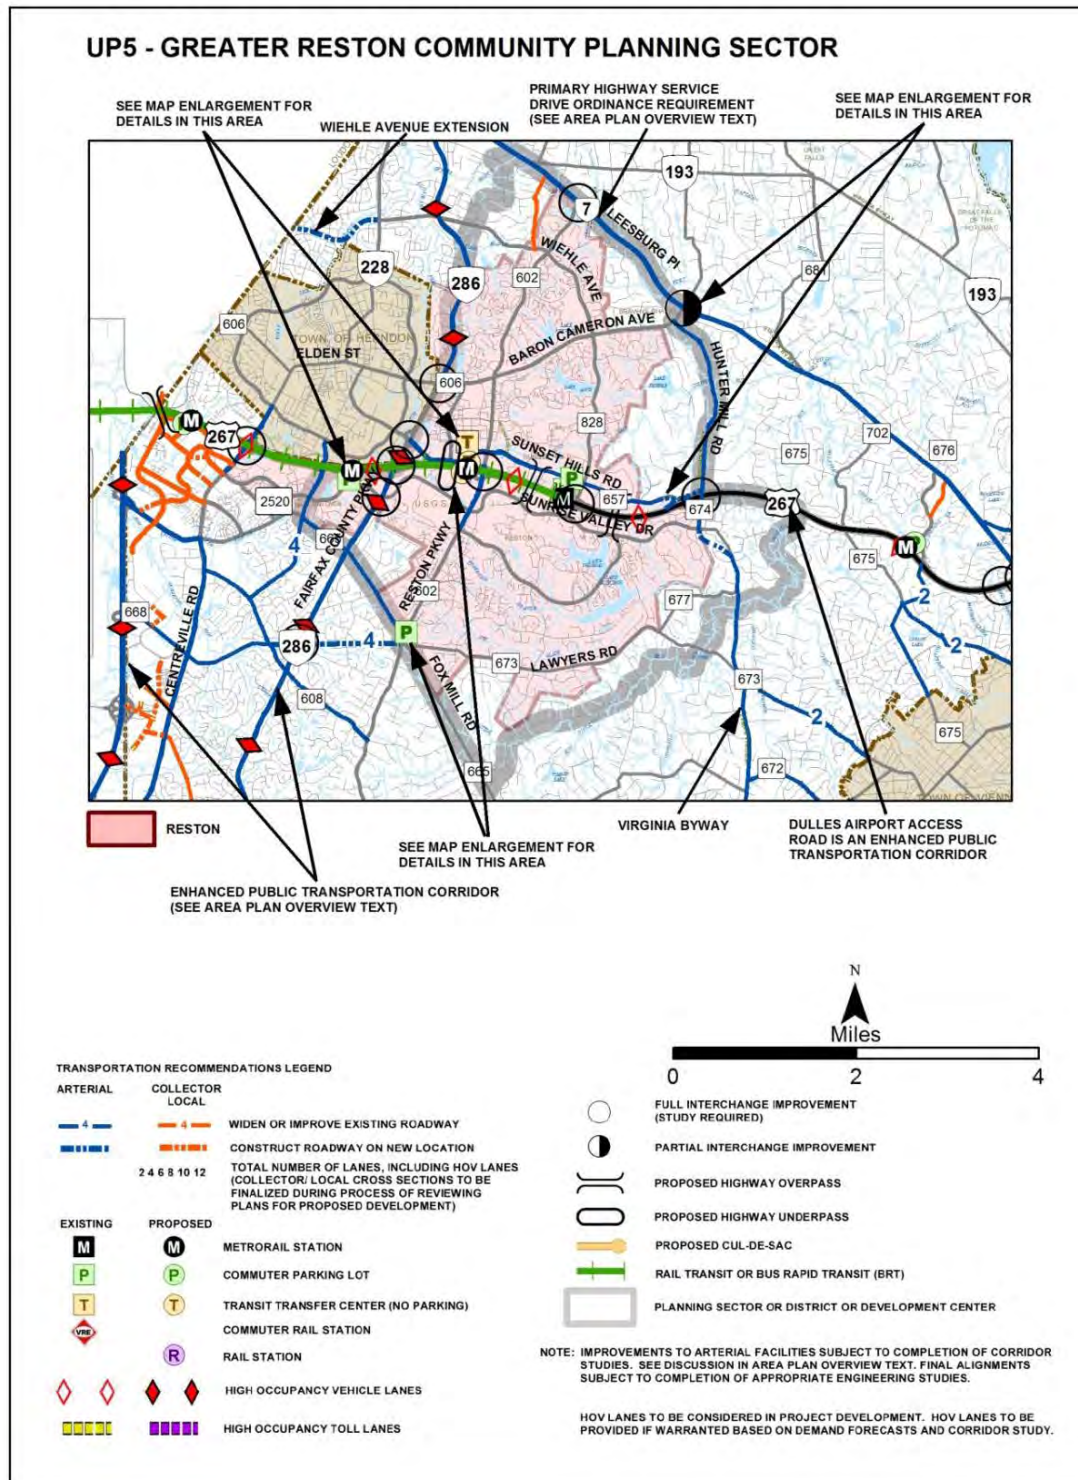 UP5 - GREATER RESTON COMMUNITY PLANNING SECTOR
SEE MAP ENLARGEMENT FOR
DETAILS IN THIS AREA
WIEHLE AVENUE EXTENSION
PRIMARY HIGHWAY SERVICE
DRIVE ORDINANCE REQUIREMENT
(SEE AREA PLAN OVERVIEW TEXT)
SEE MAP ENLARGEMENT FOR
DETAILS IN THIS AREA
193
7
LEESBURG PI
228
286
602
WIEHLE AVE
681
193
606
TOWN OF HERNDON
ELDEN ST
BARON CAMERON AVE
606
HUNTER MILL RD
828
702
676
675
267
T
M
M
M
SUNSET HILLS RD
P
P
M
657
SUNRISE VALLEY DR
674
267
2520
4
FAIRFAX COUNTY PKWY
RESTON PKWY
602
675
M
P
2
2
677
668
CENTREVILLE RD
286
4
P
673
LAWYERS RD
FOX MILL RD
608
673
2
665
672
675
TOWN OF VIENNA
RESTON
SEE MAP ENLARGEMENT FOR
DETAILS IN THIS AREA
VIRGINIA BYWAY
DULLES AIRPORT ACCESS
ROAD IS AN ENHANCED PUBLIC
TRANSPORTATION CORRIDOR
ENHANCED PUBLIC TRANSPORTATION CORRIDOR
(SEE AREA PLAN OVERVIEW TEXT)
N
Miles
0 2 4
TRANSPORTATION RECOMMENDATIONS LEGEND
ARTERIAL COLLECTOR
LOCAL
4 4 WIDEN OR IMPROVE EXISTING ROADWAY
CONSTRUCT ROADWAY ON NEW LOCATION
2 4 6 8 10 12 TOTAL NUMBER OF LANES, INCLUDING HOV LANES
(COLLECTOR/ LOCAL CROSS SECTIONS TO BE
FINALIZED DURING PROCESS OF REVIEWING
PLANS FOR PROPOSED DEVELOPMENT)
EXISTING PROPOSED
M M METRORAIL STATION
P P COMMUTER PARKING LOT
T T TRANSIT TRANSFER CENTER (NO PARKING)
VRE COMMUTER RAIL STATION
R RAIL STATION
HIGH OCCUPANCY VEHICLE LANES
HIGH OCCUPANCY TOLL LANES
FULL INTERCHANGE IMPROVEMENT
(STUDY REQUIRED)
PARTIAL INTERCHANGE IMPROVEMENT
PROPOSED HIGHWAY OVERPASS
PROPOSED HIGHWAY UNDERPASS
PROPOSED CUL-DE-SAC
RAIL TRANSIT OR BUS RAPID TRANSIT (BRT)
PLANNING SECTOR OR DISTRICT OR DEVELOPMENT CENTER
NOTE: IMPROVEMENTS TO ARTERIAL FACILITIES SUBJECT TO COMPLETION OF CORRIDOR
STUDIES. SEE DISCUSSION IN AREA PLAN OVERVIEW TEXT. FINAL ALIGNMENTS
SUBJECT TO COMPLETION OF APPROPRIATE ENGINEERING STUDIES.
HOV LANES TO BE CONSIDERED IN PROJECT DEVELOPMENT. HOV LANES TO BE
PROVIDED IF WARRANTED BASED ON DEMAND FORECASTS AND CORRIDOR STUDY.